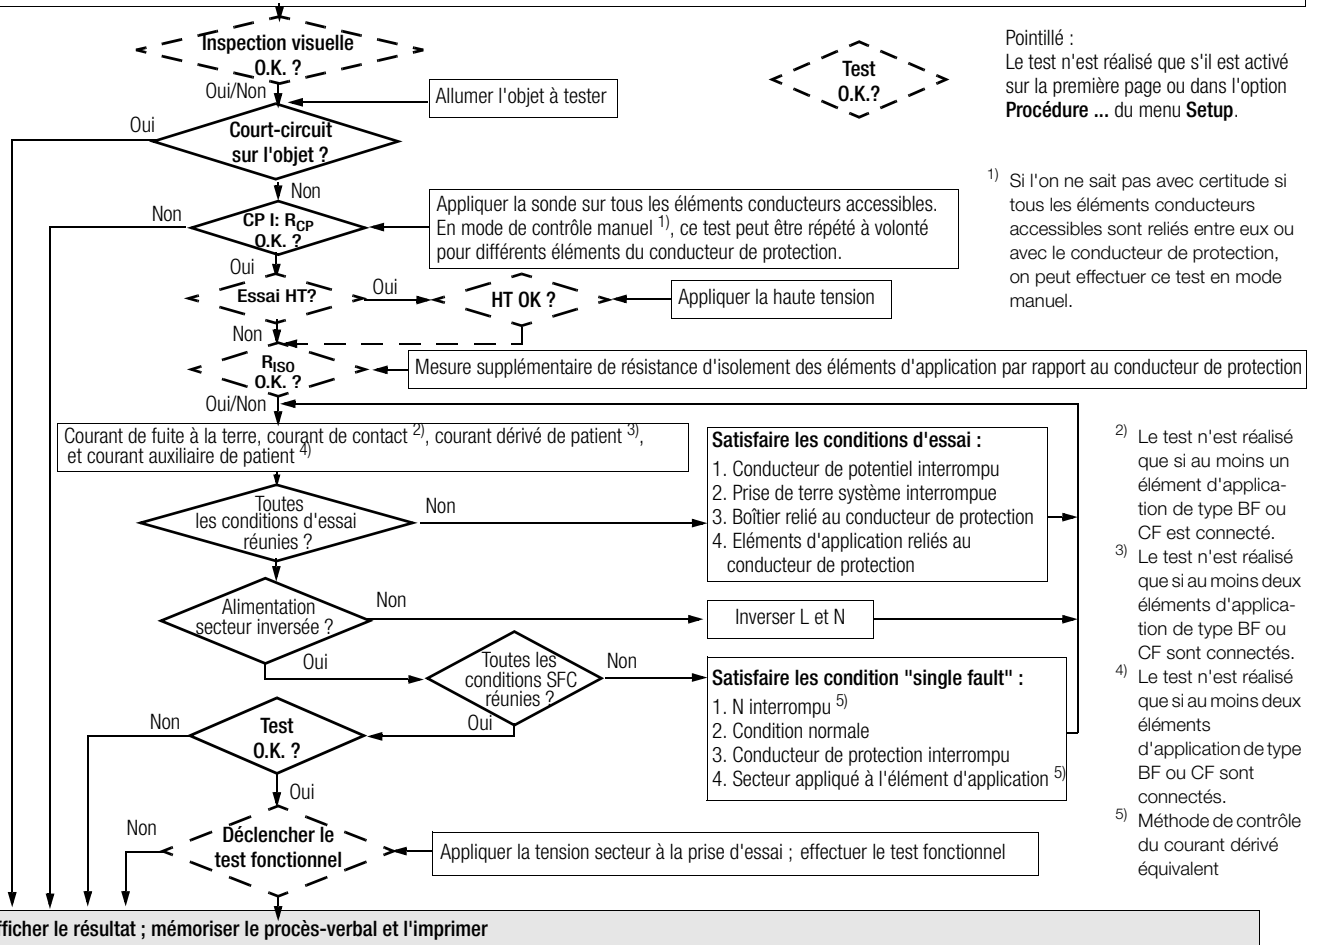 Inspection visuelle
O.K. ?
Oui/Non
Allumer l'objet à tester
Test
O.K.?
Pointillé :
Le test n'est réalisé que s'il est activé
sur la première page ou dans l'option
Procédure ... du menu Setup.
Oui
Court-circuit
sur l'objet ?
Non
1) Si l'on ne sait pas avec certitude si
tous les éléments conducteurs
accessibles sont reliés entre eux ou
avec le conducteur de protection,
on peut effectuer ce test en mode
manuel.
Non
CP I: RCP
O.K. ?
Appliquer la sonde sur tous les éléments conducteurs accessibles.
En mode de contrôle manuel 1), ce test peut être répété à volonté
pour différents éléments du conducteur de protection.
Oui
Essai HT?
Oui
HT OK ?
Appliquer la haute tension
Non
RISO
O.K. ?
Mesure supplémentaire de résistance d'isolement des éléments d'application par rapport au conducteur de protection
Oui/Non
Courant de fuite à la terre, courant de contact 2), courant dérivé de patient 3),
et courant auxiliaire de patient 4)
Satisfaire les conditions d'essai :
1. Conducteur de potentiel interrompu
2. Prise de terre système interrompue
3. Boîtier relié au conducteur de protection
4. Eléments d'application reliés au
conducteur de protection
Toutes
les conditions d'essai
réunies ?
Non
Alimentation
secteur inversée ?
Non
Inverser L et N
Oui
Toutes les
conditions SFC
réunies ?
Non
Satisfaire les condition "single fault" :
1. N interrompu 5)
2. Condition normale
3. Conducteur de protection interrompu
4. Secteur appliqué à l'élément d'application 5)
Oui
Non
Test
O.K. ?
Oui
2) Le test n'est réalisé
que si au moins un
élément d'applica-
tion de type BF ou
CF est connecté.
3) Le test n'est réalisé
que si au moins deux
éléments d'applica-
tion de type BF ou
CF sont connectés.
4) Le test n'est réalisé
que si au moins deux
éléments
d'application de type
BF ou CF sont
connectés.
5) Méthode de contrôle
du courant dérivé
équivalent
Non
Déclencher le
test fonctionnel
Appliquer la tension secteur à la prise d'essai ; effectuer le test fonctionnel
fficher le résultat ; mémoriser le procès-verbal et l'imprimer